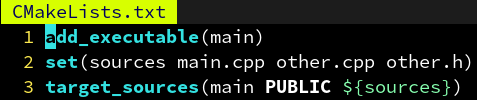 CMakeLists.txt
1 add_executable(main)
2 set(sources main.cpp other.cpp other.h)
3 target_sources(main PUBLIC ${sources})